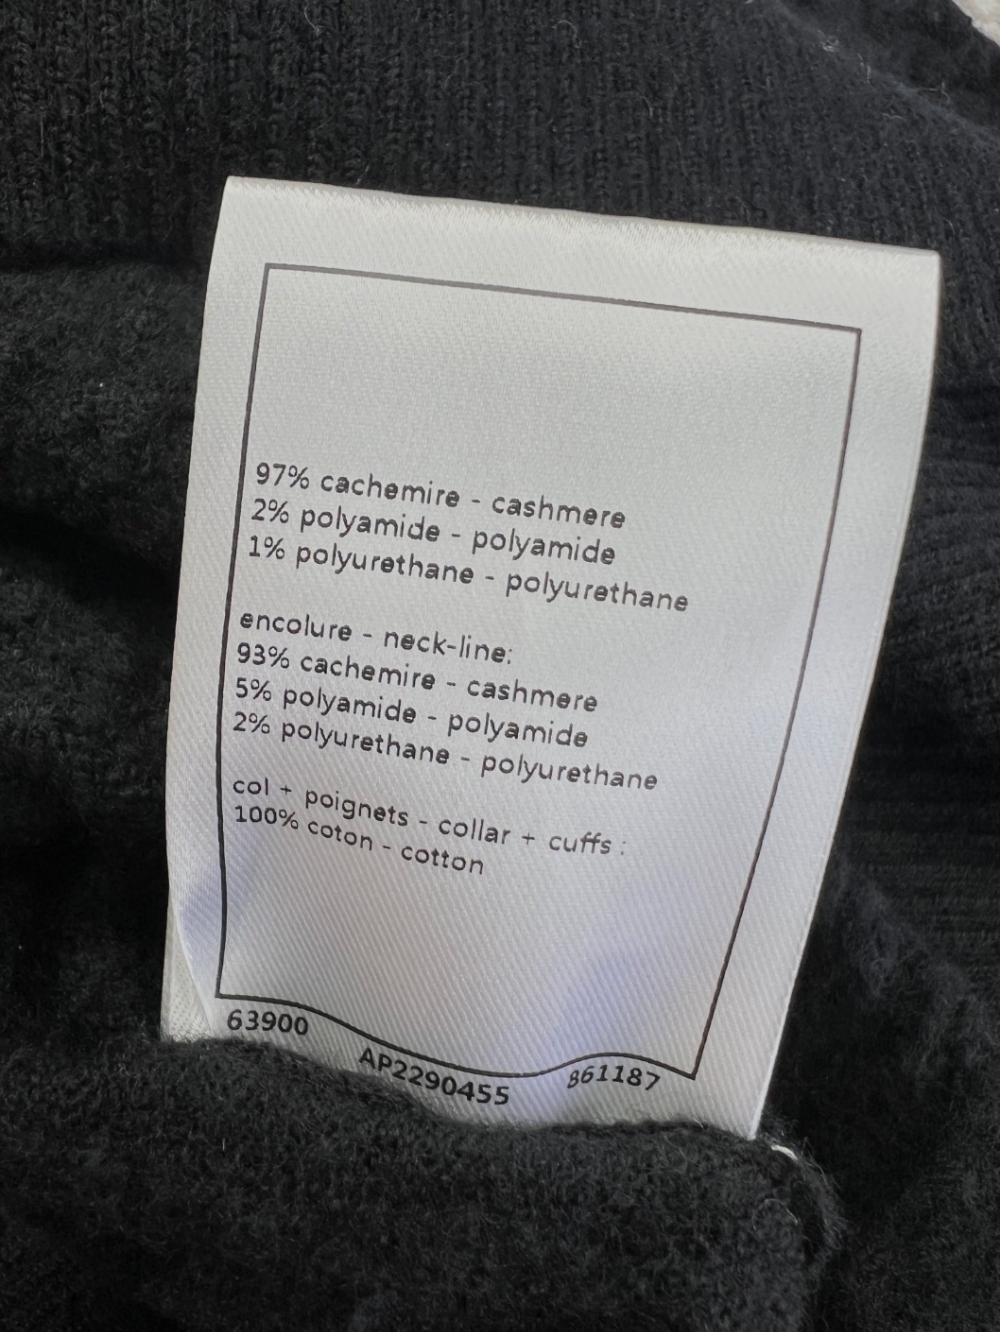 97% cachemire - cashmere
2% polyamide - polyamide
1% polyurethane - polyurethane
encolure - neck-line:
93% cachemire - cashmere
5% polyamide - polyamide
2% polyurethane - polyurethane
col + poignets - collar + cuffs :
100% coton - cotton
63900
AP2290455
861187